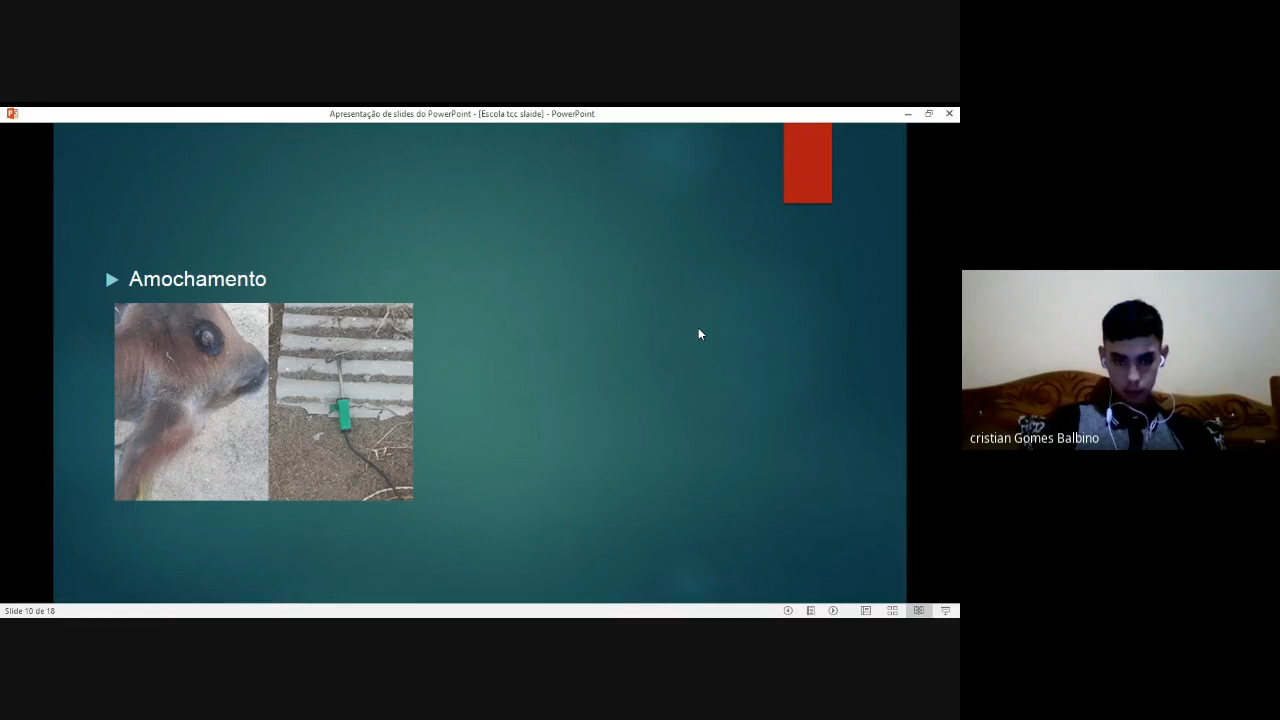 Apresentação de slides do PowerPoint - [Escola tcc slaide] - PowerPoint
Amochamento
cristian Gomes Balbino
Slide 10 de 18